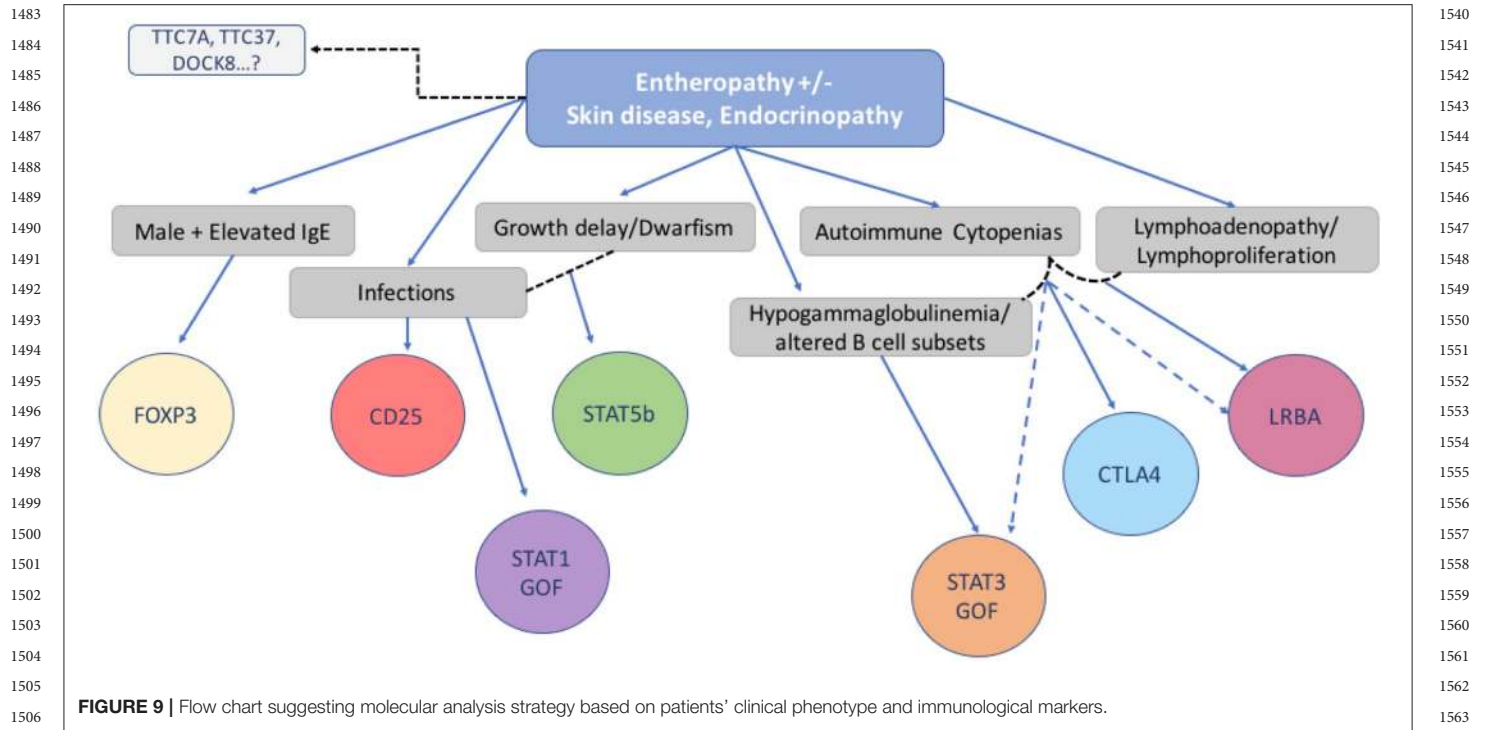 1483
1484
1485
1486
1487
1488
1489
1490
1491
1492
1493
1494
1495
1496
1497
1498
1499
1500
1501
1502
1503
1504
1505
1506
TTC7A, TTC37,
DOCK8...?
Entheropathy +/-
Skin disease, Endocrinopathy
Male + Elevated IgE
Growth delay/Dwarfism
Autoimmune Cytopenias
Lymphoadenopathy/
Lymphoproliferation
Infections
Hypogammaglobulinemia/
altered B cell subsets
FOXP3
CD25
STAT5b
LRBA
CTLA4
STAT1
GOF
STAT3
GOF
FIGURE 9 | Flow chart suggesting molecular analysis strategy based on patients' clinical phenotype and immunological markers.
1540
1541
1542
1543
1544
1545
1546
1547
1548
1549
1550
1551
1552
1553
1554
1555
1556
1557
1558
1559
1560
1561
1562
1563